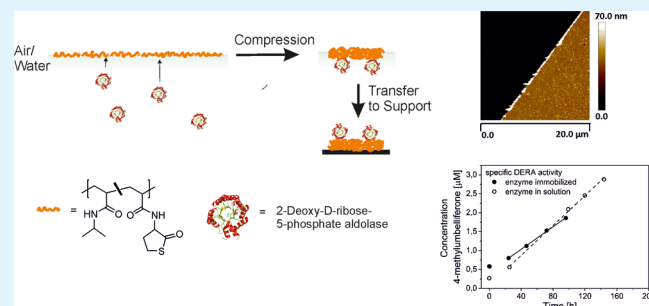 Air/
Water
Compression
Transfer
to Support
70.0 nm
0.0
0.0
20.0 µm
=
O
O
O
HN
HN
S
=
2-Deoxy-D-ribose-
5-phosphate aldolase
specific DERA activity
enzyme immobilized
enzyme in solution
Concentration
4-methylumbelliferone [µM]
3,0
2,5
2,0
1,5
1,0
0,5
0,0
0
40
80
120
160
Time [h]